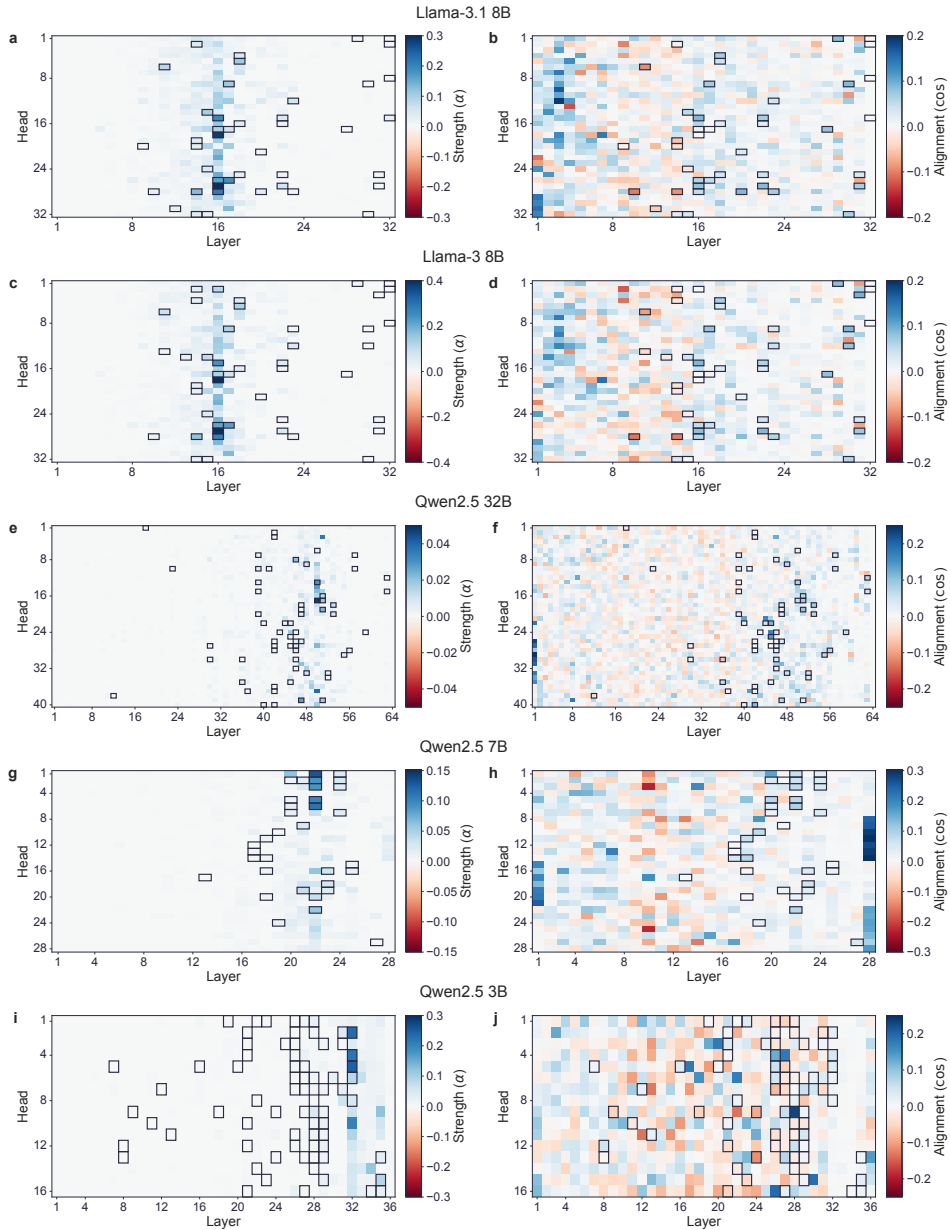 Llama-3.1 8B
a
b
Head
1
8
16
24
32
1 8 16 24 32
Layer
0.3
0.2
0.1
0.0
−0.1
−0.2
−0.3
Strength (α)
Head
1
8
16
24
32
1 8 16 24 32
Layer
0.2
0.1
0.0
−0.1
−0.2
Alignment (cos)
Llama-3 8B
c
d
Head
1
8
16
24
32
1 8 16 24 32
Layer
0.4
0.2
0.0
−0.2
−0.4
Strength (α)
Head
1
8
16
24
32
1 8 16 24 32
Layer
0.2
0.1
0.0
−0.1
−0.2
Alignment (cos)
Qwen2.5 32B
e
f
Head
1
8
16
24
32
40
1 8 16 24 32 40 48 56 64
Layer
0.04
0.02
0.00
−0.02
−0.04
Strength (α)
Head
1
8
16
24
32
40
1 8 16 24 32 40 48 56 64
Layer
0.2
0.1
0.0
−0.1
−0.2
Alignment (cos)
Qwen2.5 7B
g
h
Head
1
4
8
12
16
20
24
28
1 4 8 12 16 20 24 28
Layer
0.15
0.10
0.05
0.00
−0.05
−0.10
−0.15
Strength (α)
Head
1
4
8
12
16
20
24
28
1 4 8 12 16 20 24 28
Layer
0.3
0.2
0.1
0.0
−0.1
−0.2
−0.3
Alignment (cos)
Qwen2.5 3B
i
j
Head
1
4
8
12
16
1 4 8 12 16 20 24 28 32 36
Layer
0.3
0.2
0.1
0.0
−0.1
−0.2
−0.3
Strength (α)
Head
1
4
8
12
16
1 4 8 12 16 20 24 28 32 36
Layer
0.2
0.1
0.0
−0.1
−0.2
Alignment (cos)